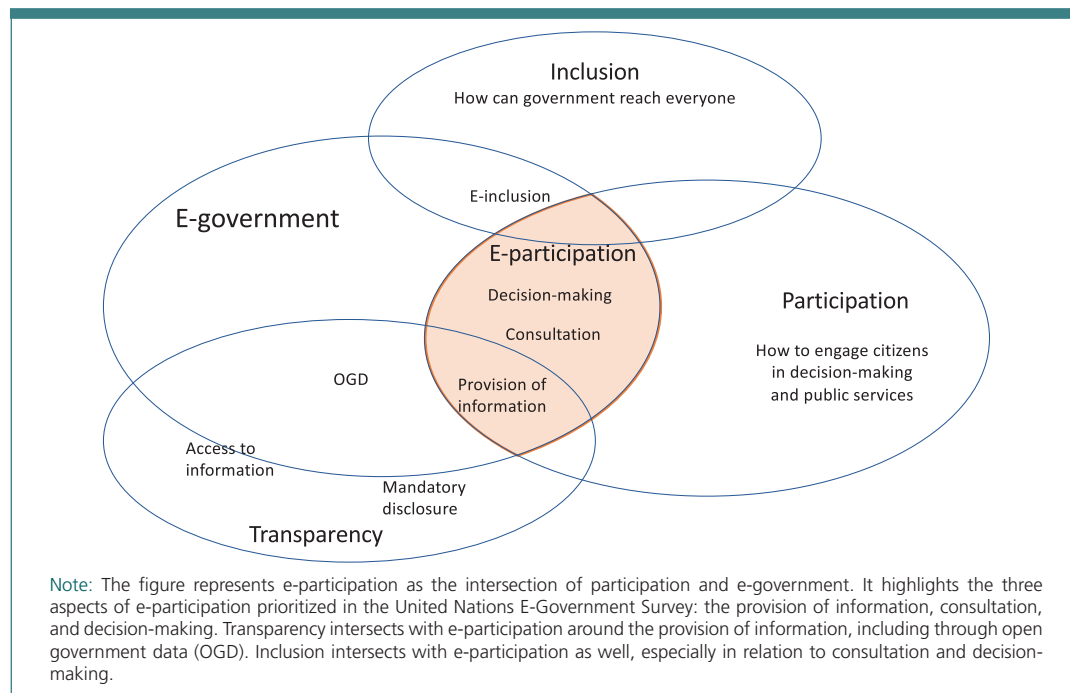 Inclusion
How can government reach everyone
E-inclusion
E-government
E-participation
Decision-making
Consultation
Provision of
information
Participation
How to engage citizens
in decision-making
and public services
OGD
Access to
information
Mandatory
disclosure
Transparency
Note: The figure represents e-participation as the intersection of participation and e-government. It highlights the three
aspects of e-participation prioritized in the United Nations E-Government Survey: the provision of information, consultation,
and decision-making. Transparency intersects with e-participation around the provision of information, including through open
government data (OGD). Inclusion intersects with e-participation as well, especially in relation to consultation and decision-
making.